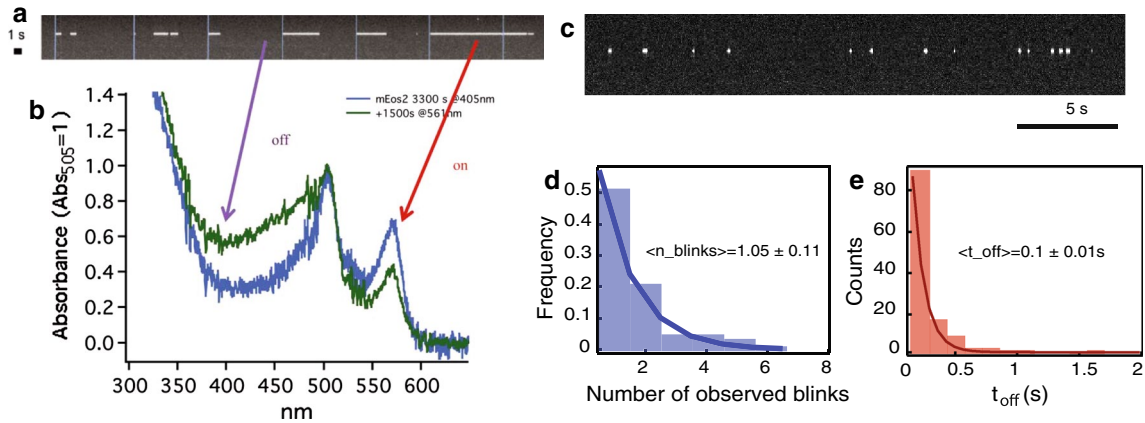 a
1 s
b
mEos2 3300 s @405nm
+1500s @561nm
off
on
1.4
1.2
1.0
0.8
0.6
0.4
0.2
0.0
Absorbance (Abs505=1)
300 350 400 450 500 550 600
nm
c
5 s
d
0.5
0.4
0.3
0.2
0.1
0
Frequency
<n_blinks>=1.05 ± 0.11
2 4 6 8
Number of observed blinks
e
80
60
40
20
0
Counts
<t_off>=0.1 ± 0.01s
0 0.5 1 1.5 2
t off (s)